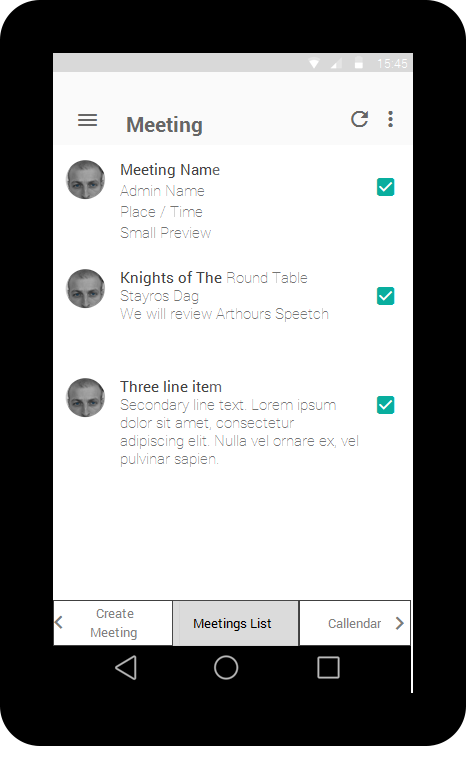 15:45
Meeting
Meeting Name
Admin Name
Place / Time
Small Preview
Knights of The Round Table
Stayros Dag
We will review Arthours Speetch
Three line item
Secondary line text. Lorem ipsum
dolor sit amet, consectetur
adipiscing elit. Nulla vel ornare ex, vel
pulvinar sapien.
Create
Meeting
Meetings List
Callendar